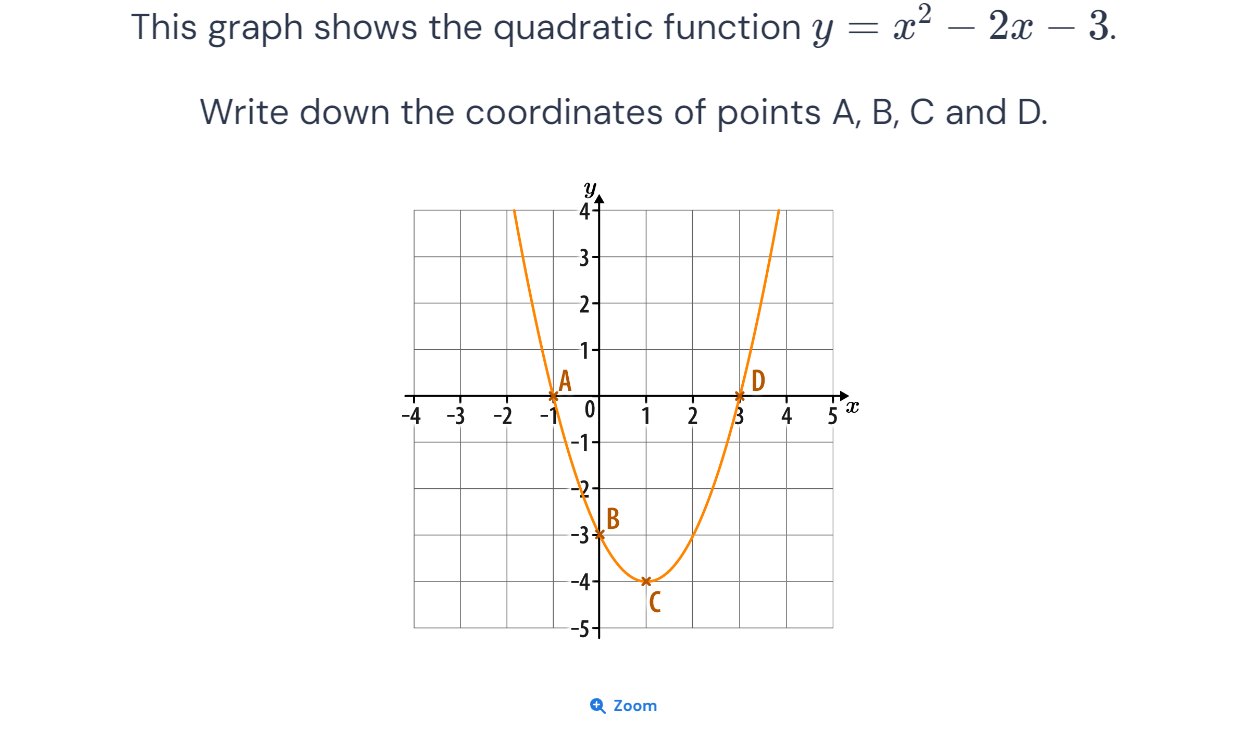 This graph shows the quadratic function y = x² − 2x − 3.
Write down the coordinates of points A, B, C and D.
y
4
3
2
1
A
D
-4 -3 -2 -1 0 1 2 3 4 5 x
-1
-2
B
-3
-4
C
-5
Zoom